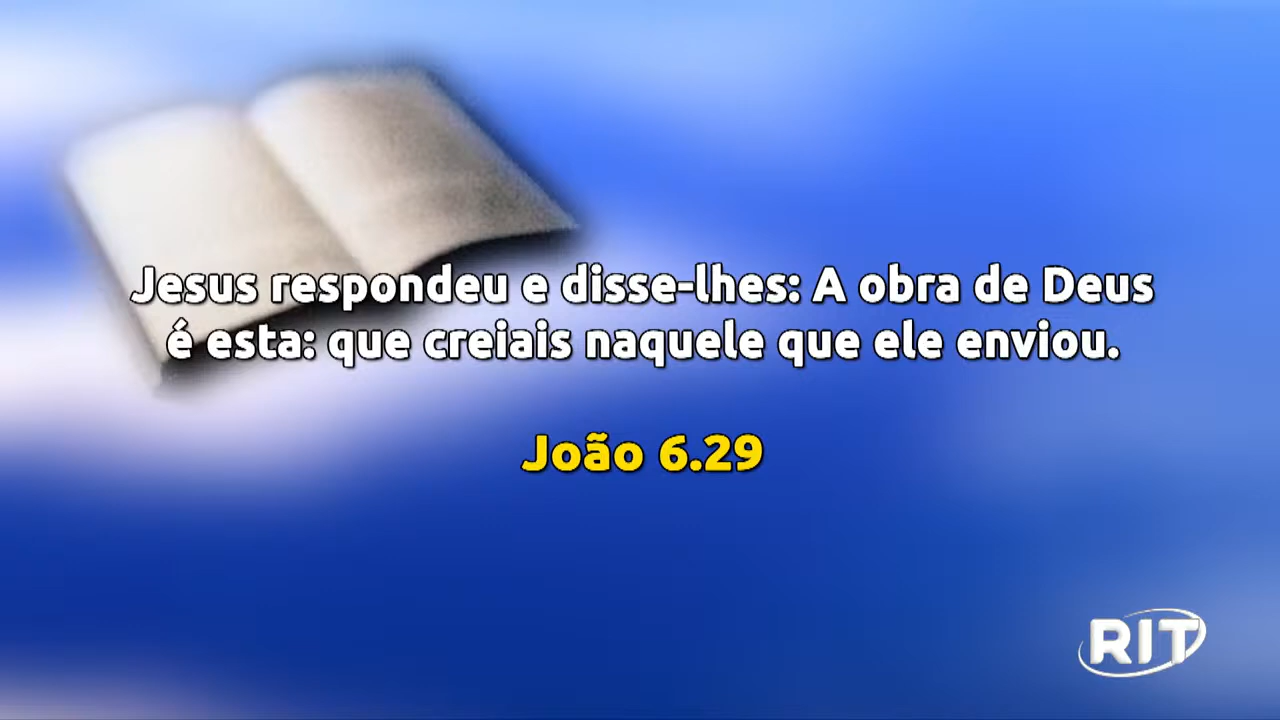 Jesus respondeu e disse-lhes: A obra de Deus
é esta: que creiais naquele que ele enviou.
João 6.29
RIT